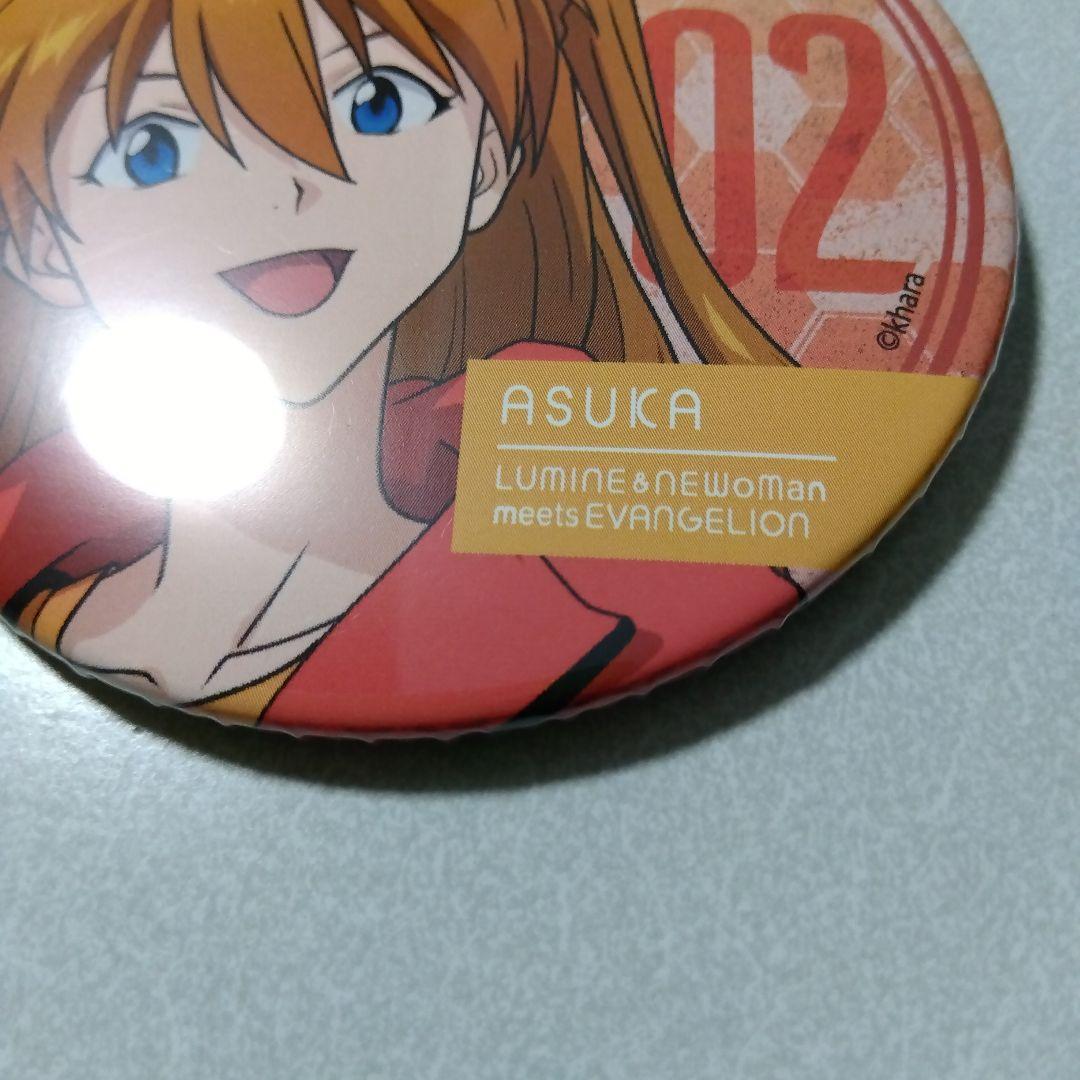 02
©khara
ASUKA
LUMINE&NEWoMan
meets EVANGELION